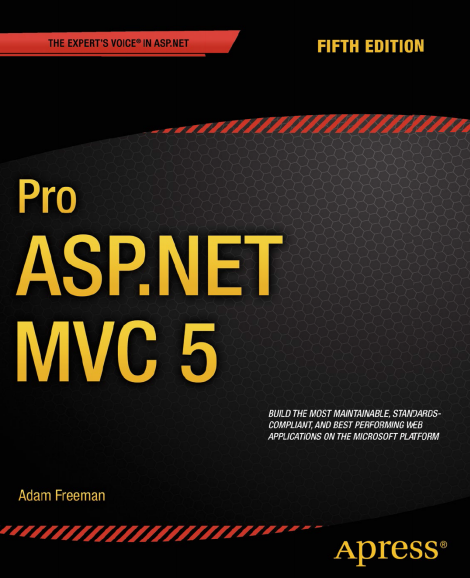 THE EXPERT'S VOICE® IN ASP.NET
FIFTH EDITION
Pro
ASP.NET
MVC 5
BUILD THE MOST MAINTAINABLE, STANDARDS-
COMPLIANT, AND BEST PERFORMING WEB
APPLICATIONS ON THE MICROSOFT PLATFORM
Adam Freeman
Apress®